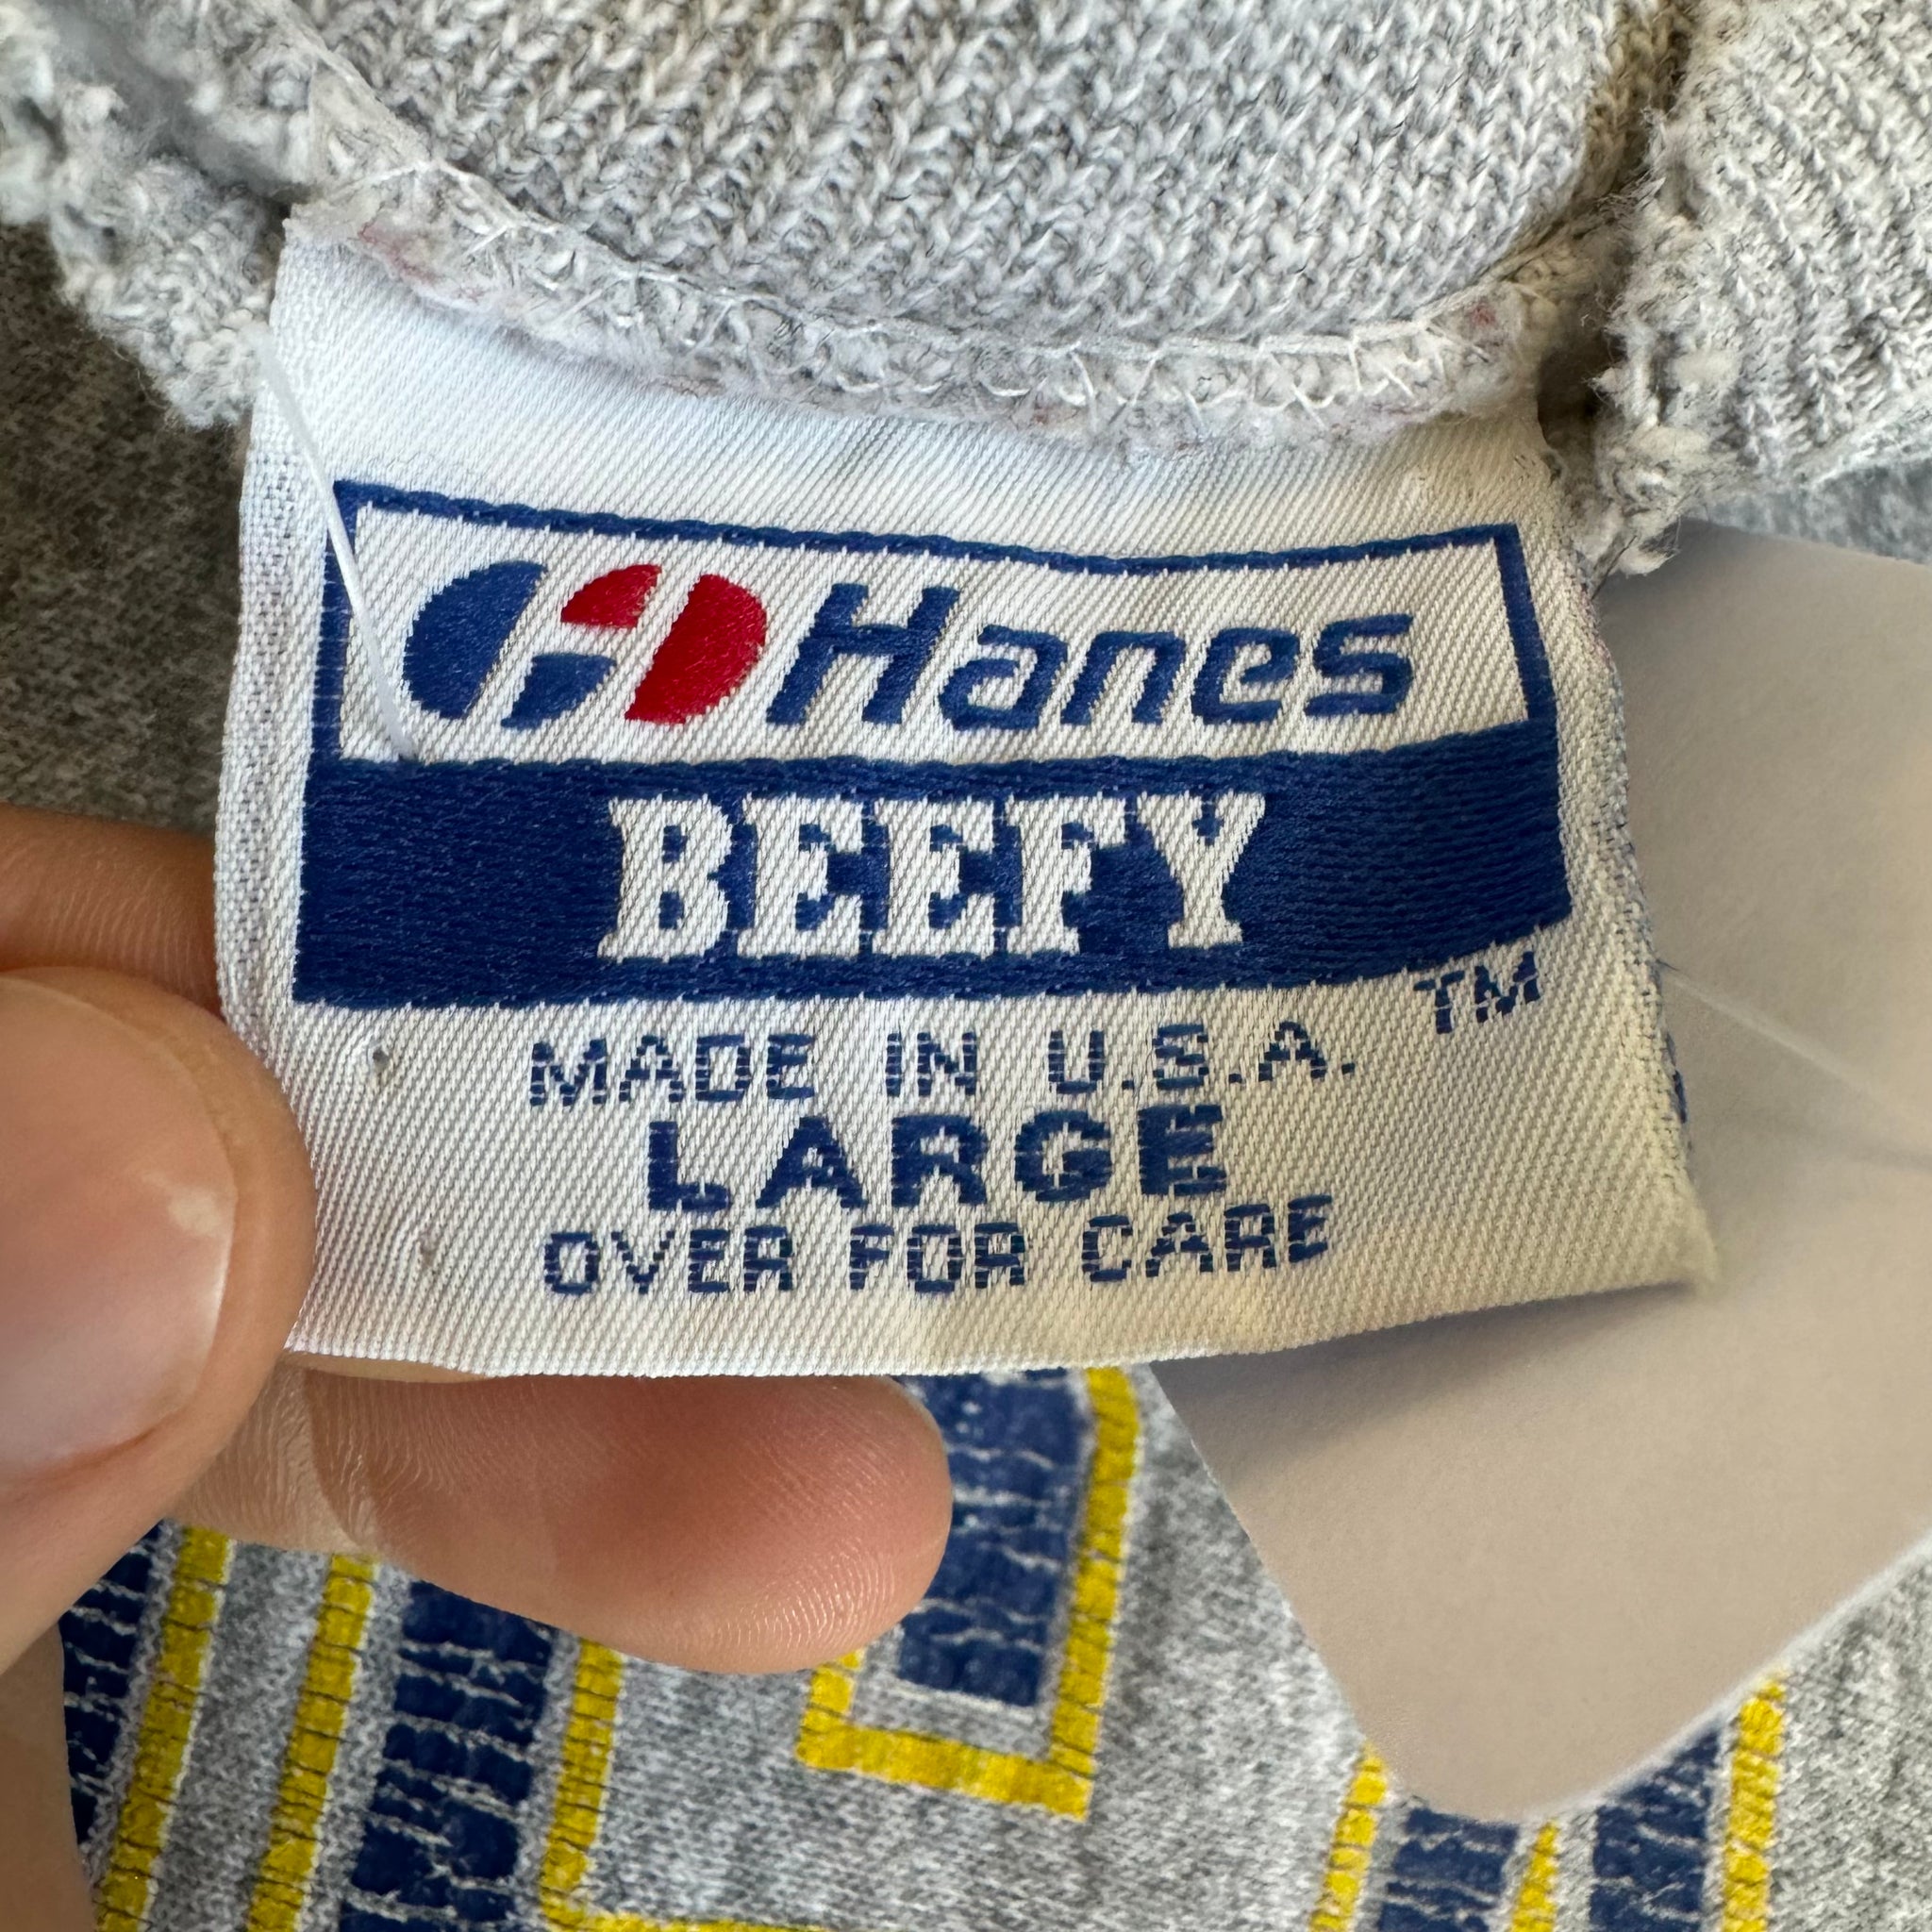 Hanes
BEEFY
TM
MADE IN U.S.A.
LARGE
OVER FOR CARE